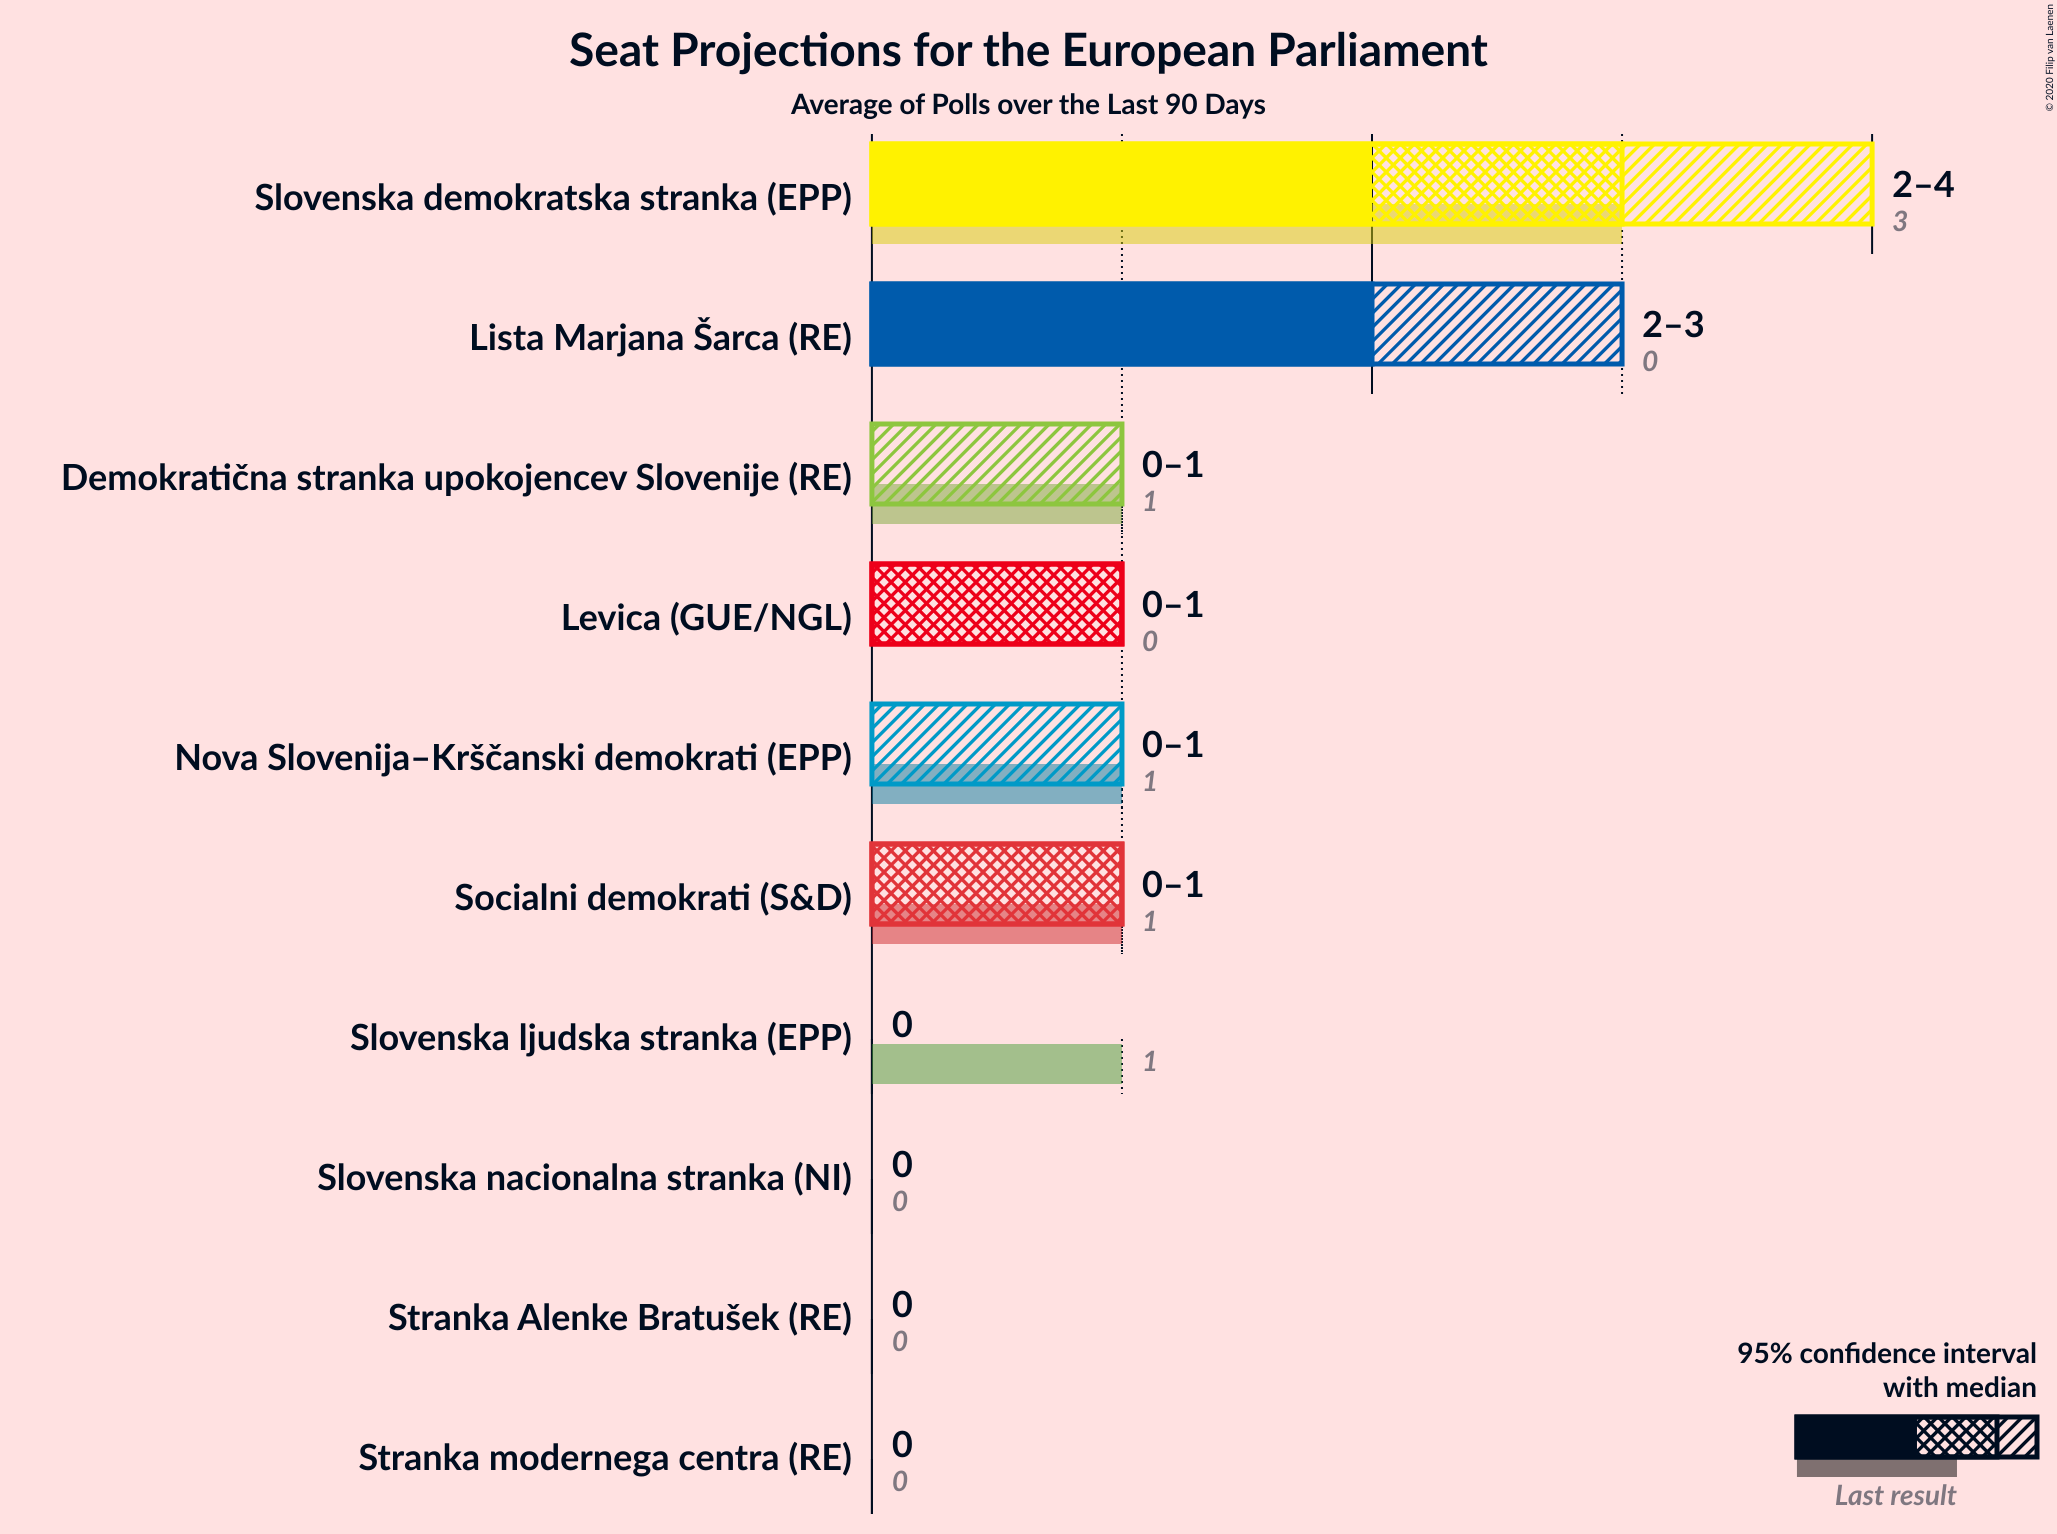 Seat Projections for the European Parliament
Average of Polls over the Last 90 Days
© 2020 Filip van Laenen
Slovenska demokratska stranka (EPP)
2–4
3
Lista Marjana Šarca (RE)
2–3
0
Demokratična stranka upokojencev Slovenije (RE)
0–1
1
Levica (GUE/NGL)
0–1
0
Nova Slovenija–Krščanski demokrati (EPP)
0–1
1
Socialni demokrati (S&D)
0–1
1
Slovenska ljudska stranka (EPP)
0
1
Slovenska nacionalna stranka (NI)
0
0
Stranka Alenke Bratušek (RE)
0
0
Stranka modernega centra (RE)
0
0
95% confidence interval
with median
Last result